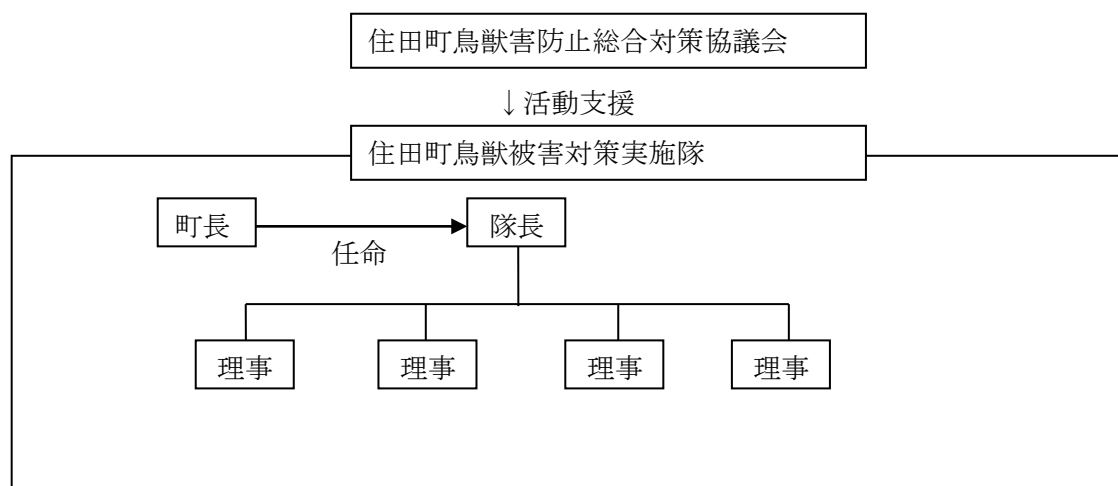 住田町鳥獣害防止総合対策協議会
↓活動支援
住田町鳥獣被害対策実施隊
町長
隊長
任命
理事
理事
理事
理事